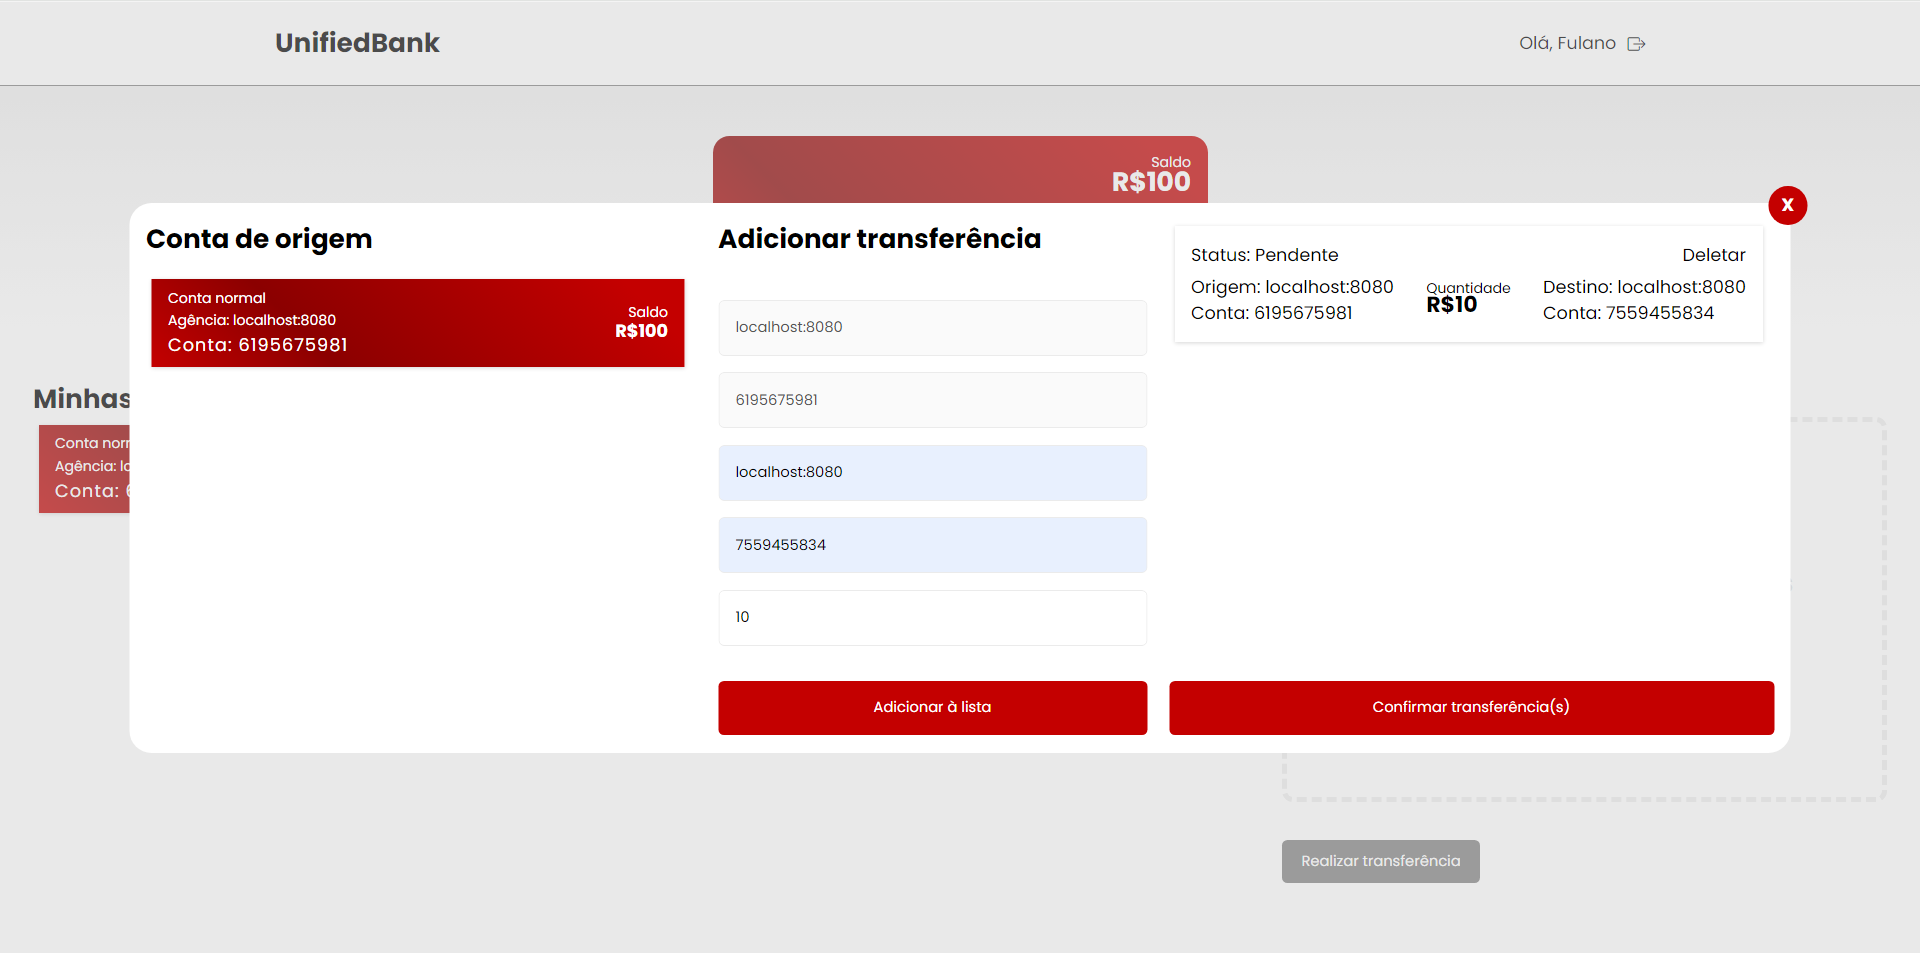 UnifiedBank
Olá, Fulano
Saldo
R$100
X
Conta de origem
Conta normal
Agência: localhost:8080
Conta: 6195675981
Saldo
R$100
Adicionar transferência
localhost:8080
6195675981
localhost:8080
7559455834
10
Adicionar à lista
Status: Pendente
Deletar
Origem: localhost:8080
Conta: 6195675981
Quantidade
R$10
Destino: localhost:8080
Conta: 7559455834
Confirmar transferência(s)
Minhas
Conta nor
Agência: lo
Conta: 6
Realizar transferência